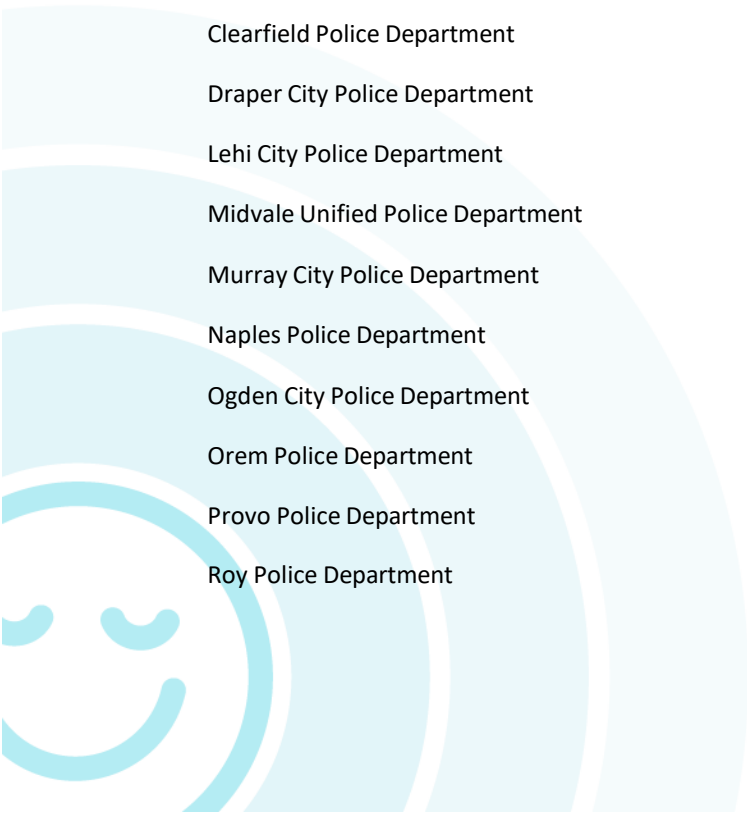 Clearfield Police Department
Draper City Police Department
Lehi City Police Department
Midvale Unified Police Department
Murray City Police Department
Naples Police Department
Ogden City Police Department
Orem Police Department
Provo Police Department
Roy Police Department